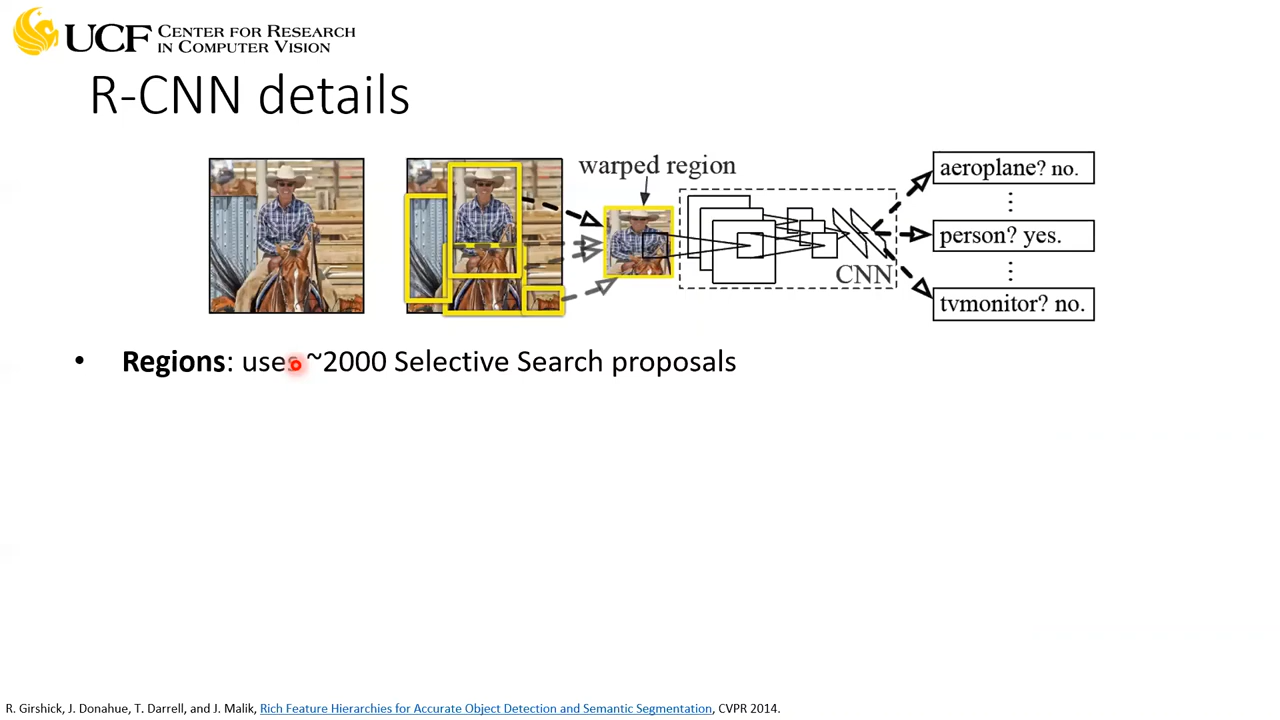 UCF CENTER FOR RESEARCH
IN COMPUTER VISION
R-CNN details
warped region
aeroplane? no.
person? yes.
CNN
tvmonitor? no.
• Regions: uses ~2000 Selective Search proposals
R. Girshick, J. Donahue, T. Darrell, and J. Malik, Rich Feature Hierarchies for Accurate Object Detection and Semantic Segmentation, CVPR 2014.